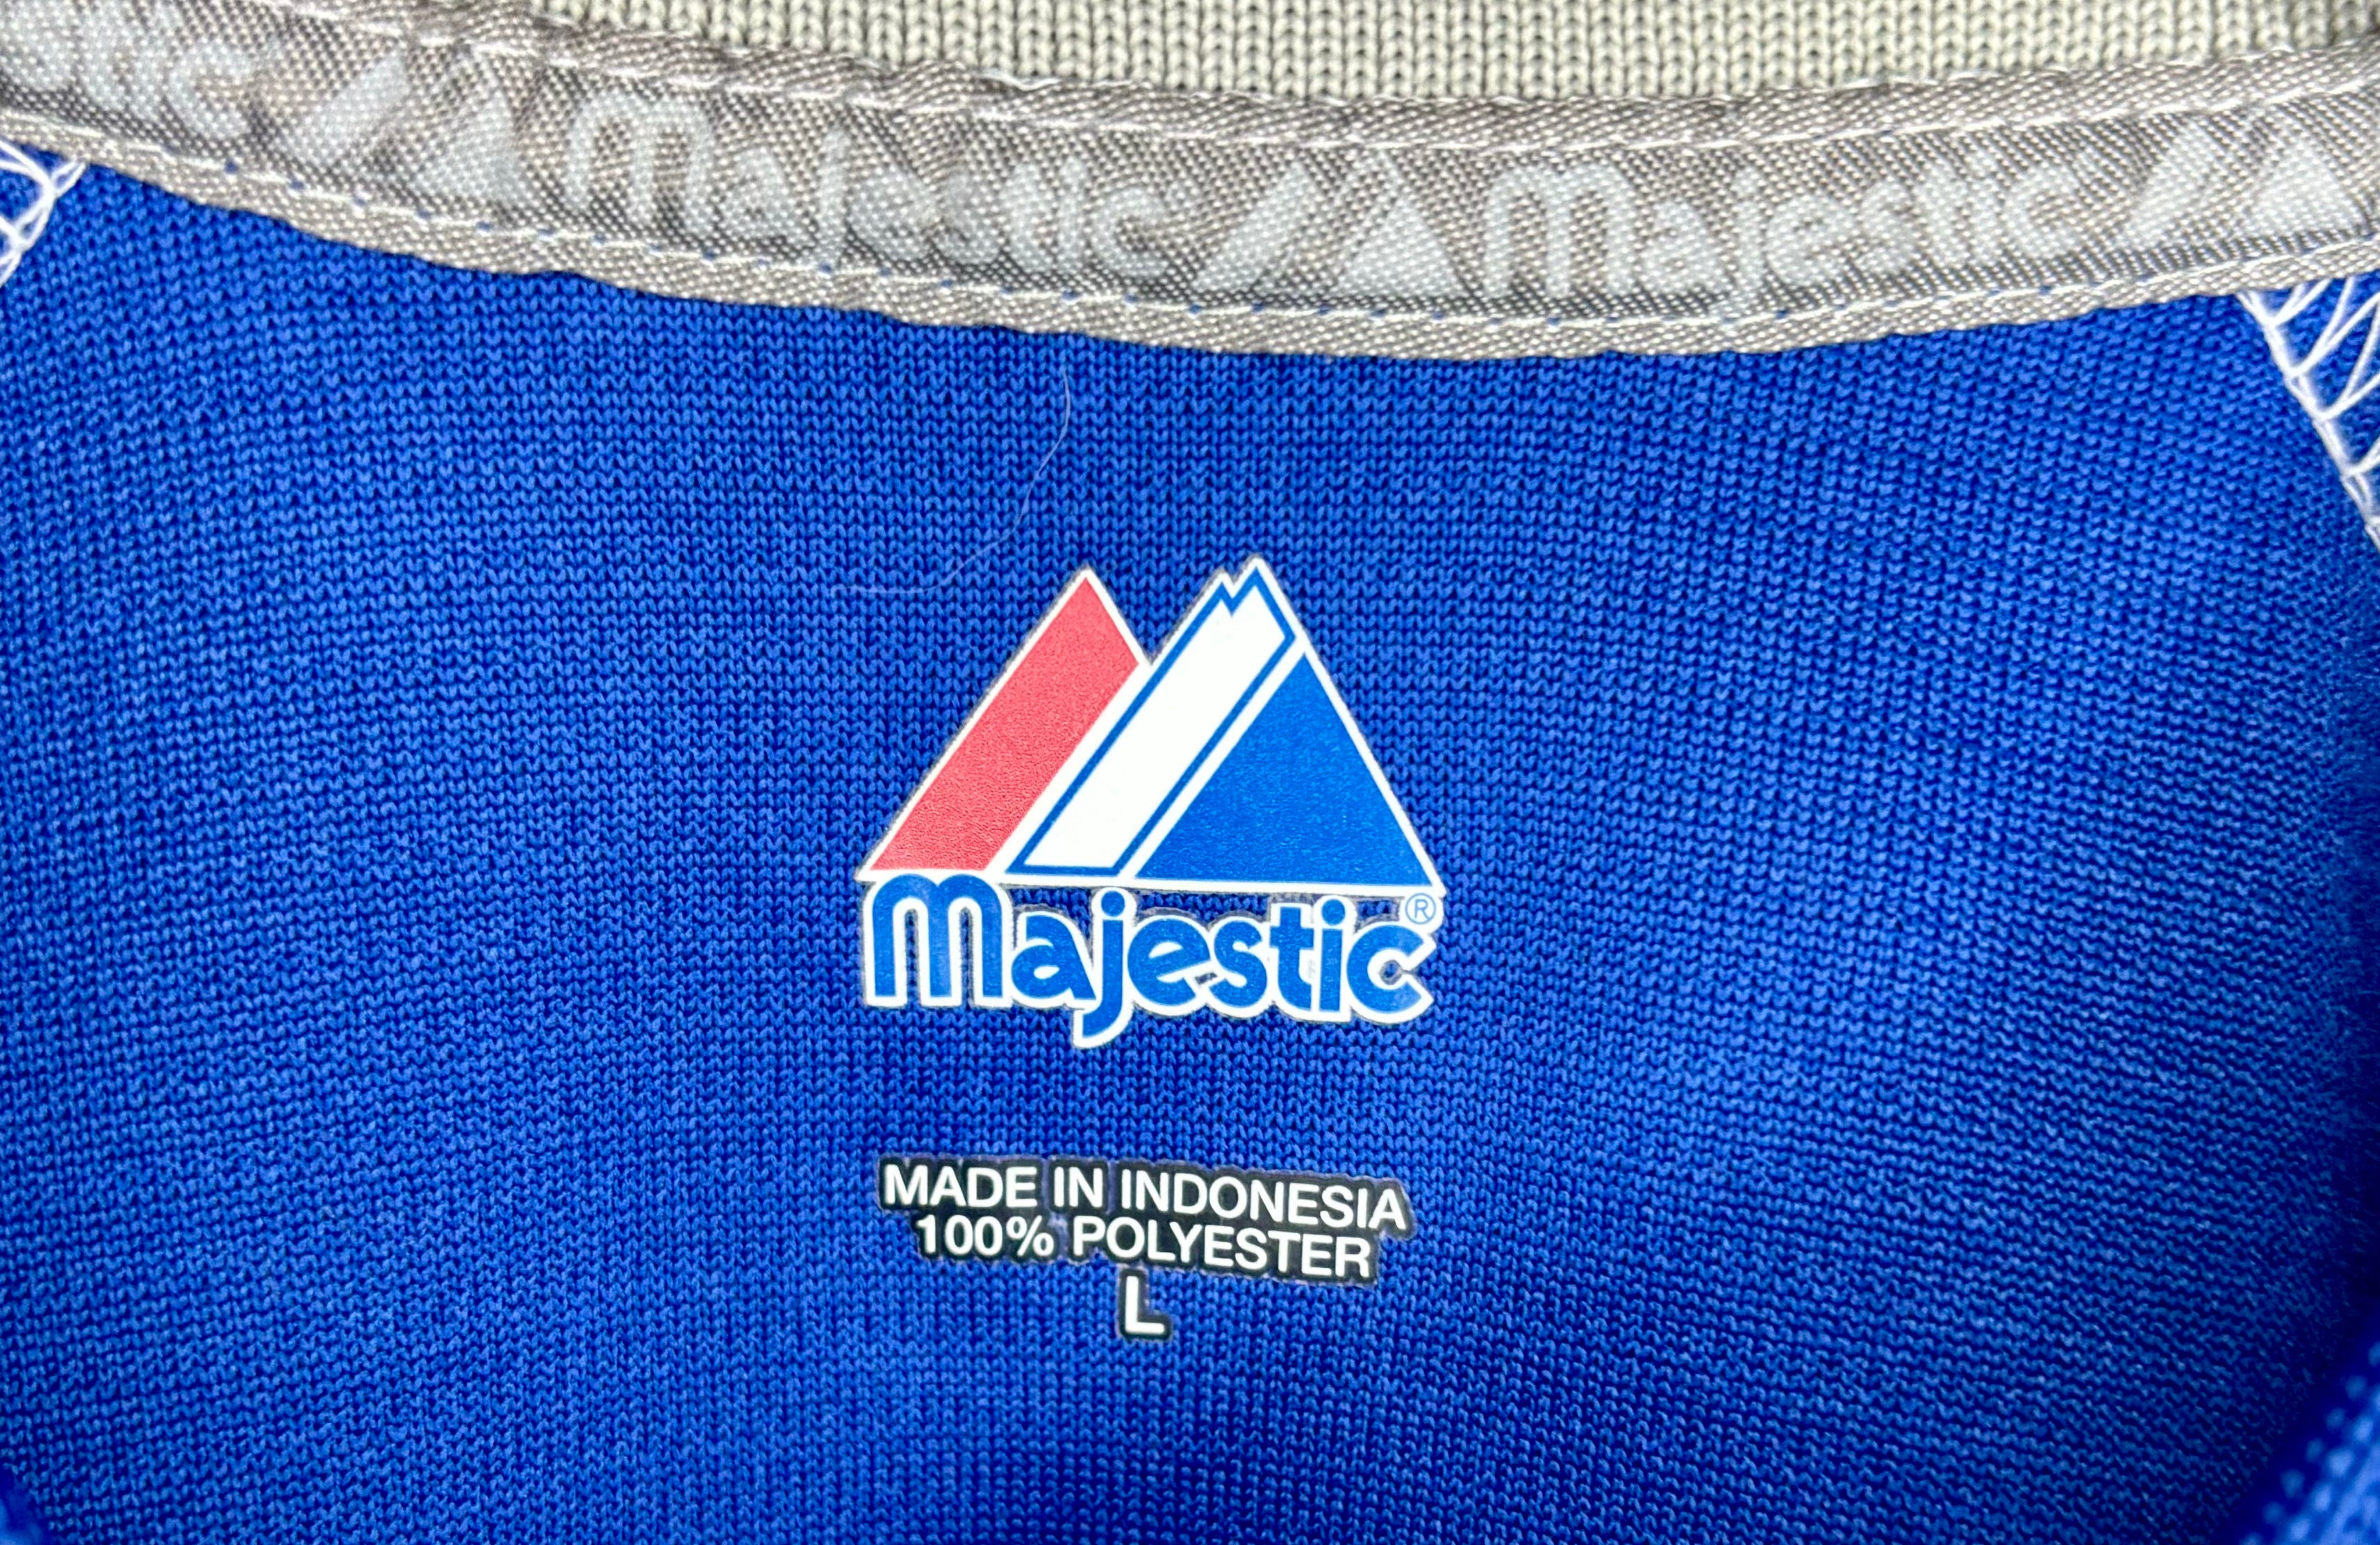 Majestic Majestic
Majestic®
MADE IN INDONESIA
100% POLYESTER
L